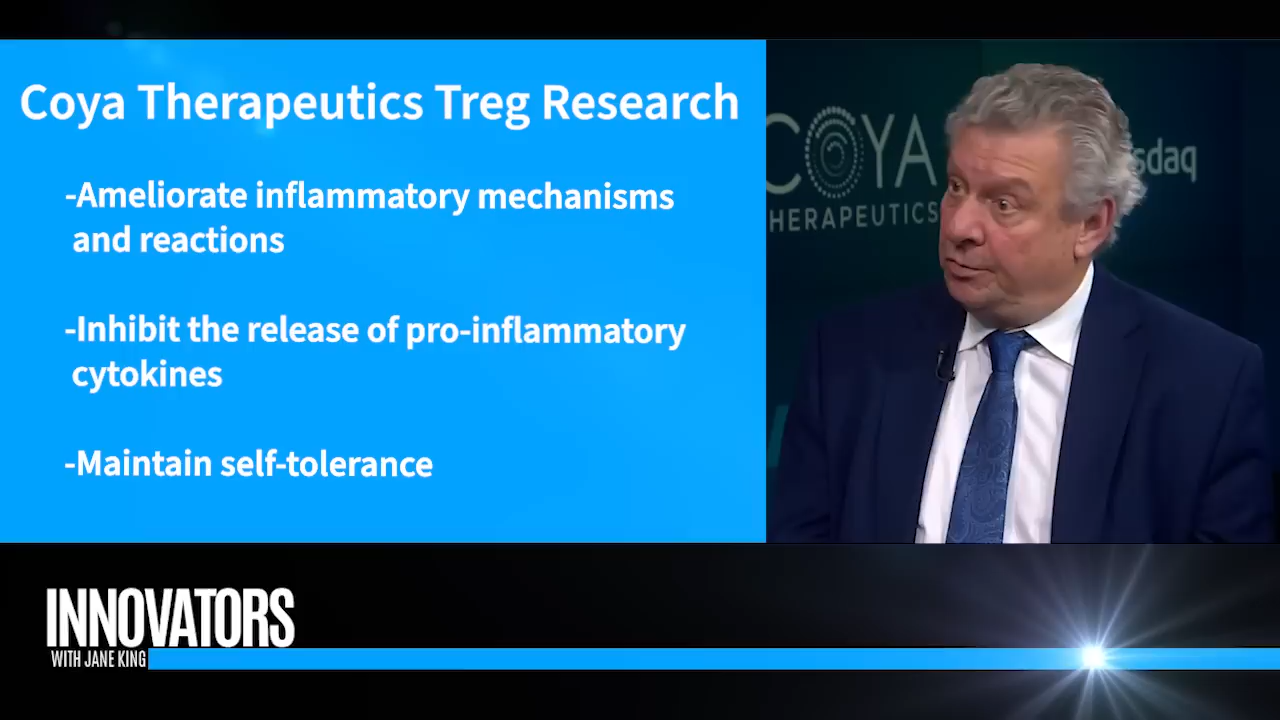 Coya Therapeutics Treg Research
-Ameliorate inflammatory mechanisms
and reactions
-Inhibit the release of pro-inflammatory
cytokines
-Maintain self-tolerance
COYA
HERAPEUTICS
sdaq
INNOVATORS
WITH JANE KING